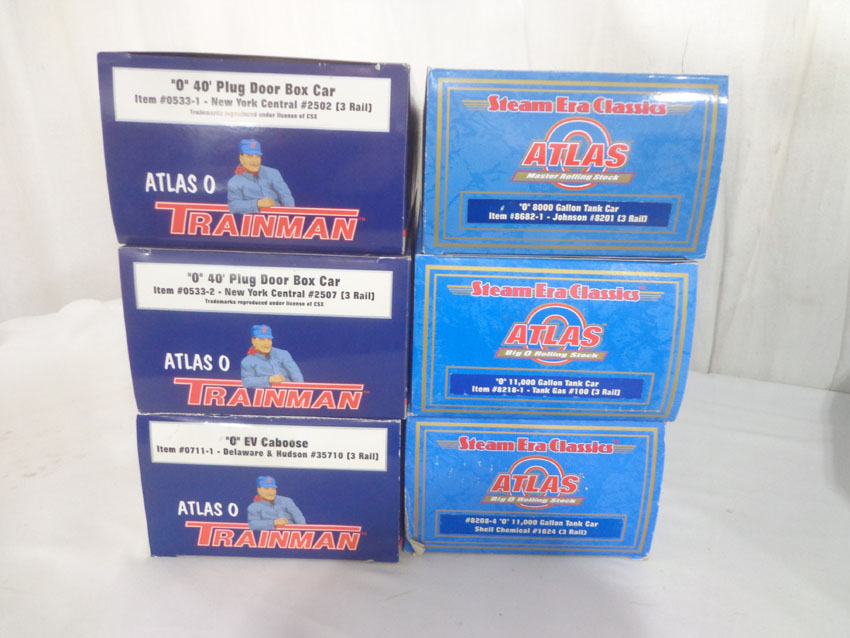 "O" 40' Plug Door Box Car
Item #0533-1 - New York Central #2502 (3 Rail)
Trademarks reproduced under license of CSX
ATLAS O
TRAINMAN™
"O" 40' Plug Door Box Car
Item #0533-2 - New York Central #2507 (3 Rail)
Trademarks reproduced under license of CSX
ATLAS O
TRAINMAN™
"O" EV Caboose
Item #0711-1 - Delaware & Hudson #35710 (3 Rail)
ATLAS O
TRAINMAN™
Steam Era Classics
ATLAS
Master Rolling Stock
"O" 8000 Gallon Tank Car
Item #8682-1 - Johnson #8201 (3 Rail)
Steam Era Classics
ATLAS
Big O Rolling Stock
"O" 11,000 Gallon Tank Car
Item #8218-1 - Tank Gas #100 (3 Rail)
Steam Era Classics
ATLAS
Big O Rolling Stock
#8208-4 "O" 11,000 Gallon Tank Car
Shell Chemical #1624 (3 Rail)